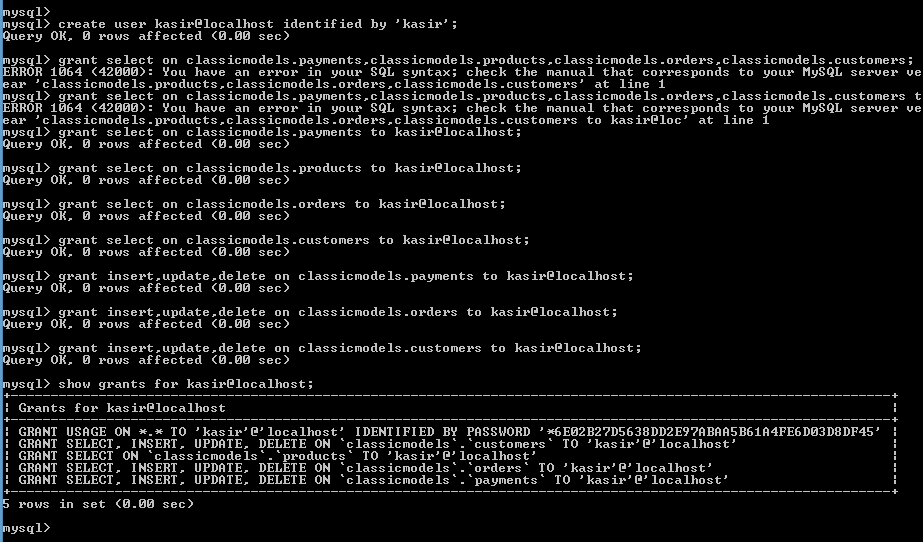 mysql>
mysql> create user kasir@localhost identified by 'kasir';
Query OK, 0 rows affected (0.00 sec)
mysql> grant select on classicmodels.payments,classicmodels.products,classicmodels.orders,classicmodels.customers;
ERROR 1064 (42000): You have an error in your SQL syntax; check the manual that corresponds to your MySQL server ve
ear 'classicmodels.products,classicmodels.orders,classicmodels.customers' at line 1
mysql> grant select on classicmodels.payments,classicmodels.products,classicmodels.orders,classicmodels.customers t
ERROR 1064 (42000): You have an error in your SQL syntax; check the manual that corresponds to your MySQL server ve
ear 'classicmodels.products,classicmodels.orders,classicmodels.customers to kasir@loc' at line 1
mysql> grant select on classicmodels.payments to kasir@localhost;
Query OK, 0 rows affected (0.00 sec)
mysql> grant select on classicmodels.products to kasir@localhost;
Query OK, 0 rows affected (0.00 sec)
mysql> grant select on classicmodels.orders to kasir@localhost;
Query OK, 0 rows affected (0.00 sec)
mysql> grant select on classicmodels.customers to kasir@localhost;
Query OK, 0 rows affected (0.00 sec)
mysql> grant insert,update,delete on classicmodels.payments to kasir@localhost;
Query OK, 0 rows affected (0.00 sec)
mysql> grant insert,update,delete on classicmodels.orders to kasir@localhost;
Query OK, 0 rows affected (0.00 sec)
mysql> grant insert,update,delete on classicmodels.customers to kasir@localhost;
Query OK, 0 rows affected (0.00 sec)
mysql> show grants for kasir@localhost;
| Grants for kasir@localhost |
| GRANT USAGE ON *.* TO 'kasir'@'localhost' IDENTIFIED BY PASSWORD '*6E02B27D5638DD2E97ABAA5B61A4FE6D03D8DF45' |
| GRANT SELECT, INSERT, UPDATE, DELETE ON `classicmodels`.`customers` TO 'kasir'@'localhost' |
| GRANT SELECT ON `classicmodels`.`products` TO 'kasir'@'localhost' |
| GRANT SELECT, INSERT, UPDATE, DELETE ON `classicmodels`.`orders` TO 'kasir'@'localhost' |
| GRANT SELECT, INSERT, UPDATE, DELETE ON `classicmodels`.`payments` TO 'kasir'@'localhost' |
5 rows in set (0.00 sec)
mysql>